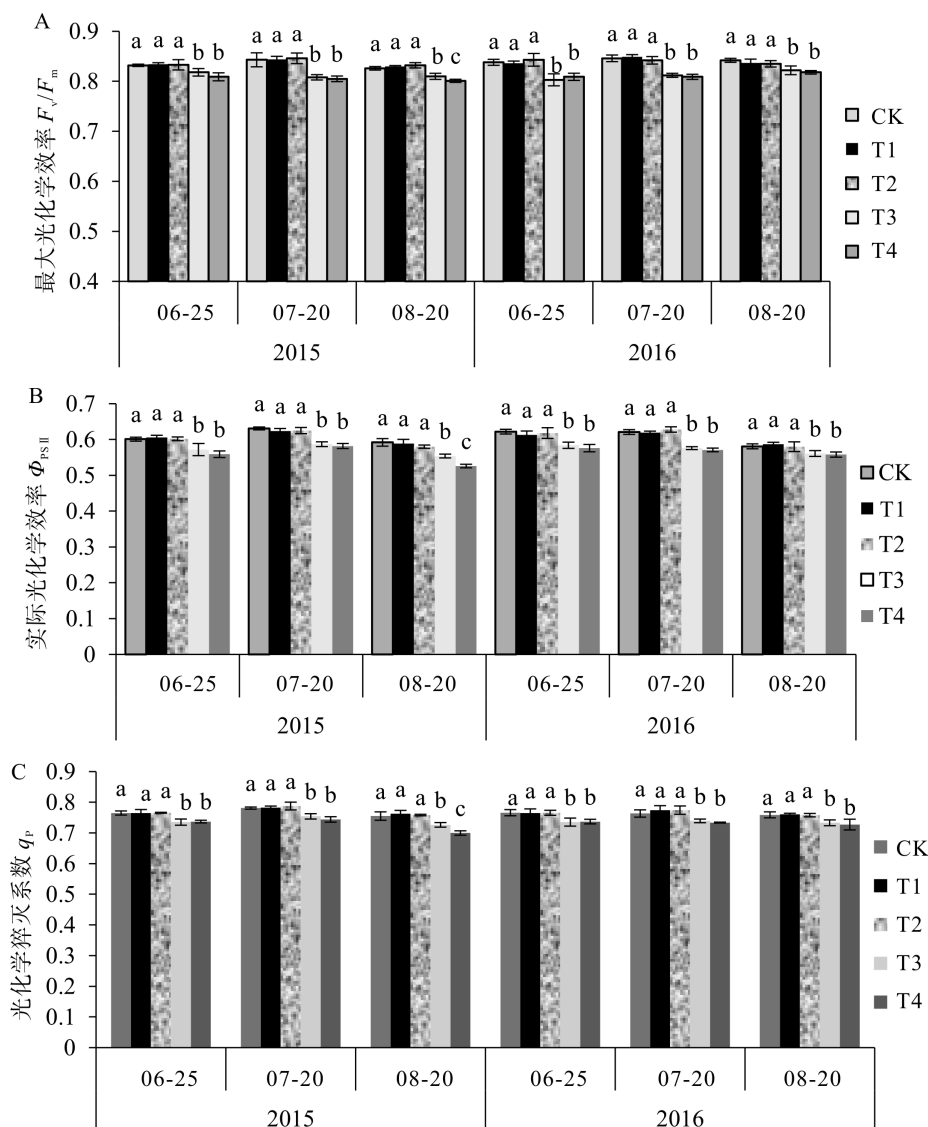 A
最大光化学效率 Fv/Fm
0.9
0.8
0.7
0.6
0.5
0.4
a a a b b
a a a b b
a a a b c
a a a b b
a a a b b
a a a b b
CK
T1
T2
T3
T4
06-25 07-20 08-20 06-25 07-20 08-20
2015 2016
B
实际光化学效率 ΦPSⅡ
0.7
0.6
0.5
0.4
0.3
0.2
0.1
0
a a a b b
a a a b b
a a a b c
a a a b b
a a a b b
a a a b b
CK
T1
T2
T3
T4
06-25 07-20 08-20 06-25 07-20 08-20
2015 2016
C
光化学猝灭系数 qP
0.9
0.8
0.7
0.6
0.5
0.4
0.3
0.2
0.1
0
a a a b b
a a a b b
a a a b c
a a a b b
a a a b b
a a a b b
CK
T1
T2
T3
T4
06-25 07-20 08-20 06-25 07-20 08-20
2015 2016